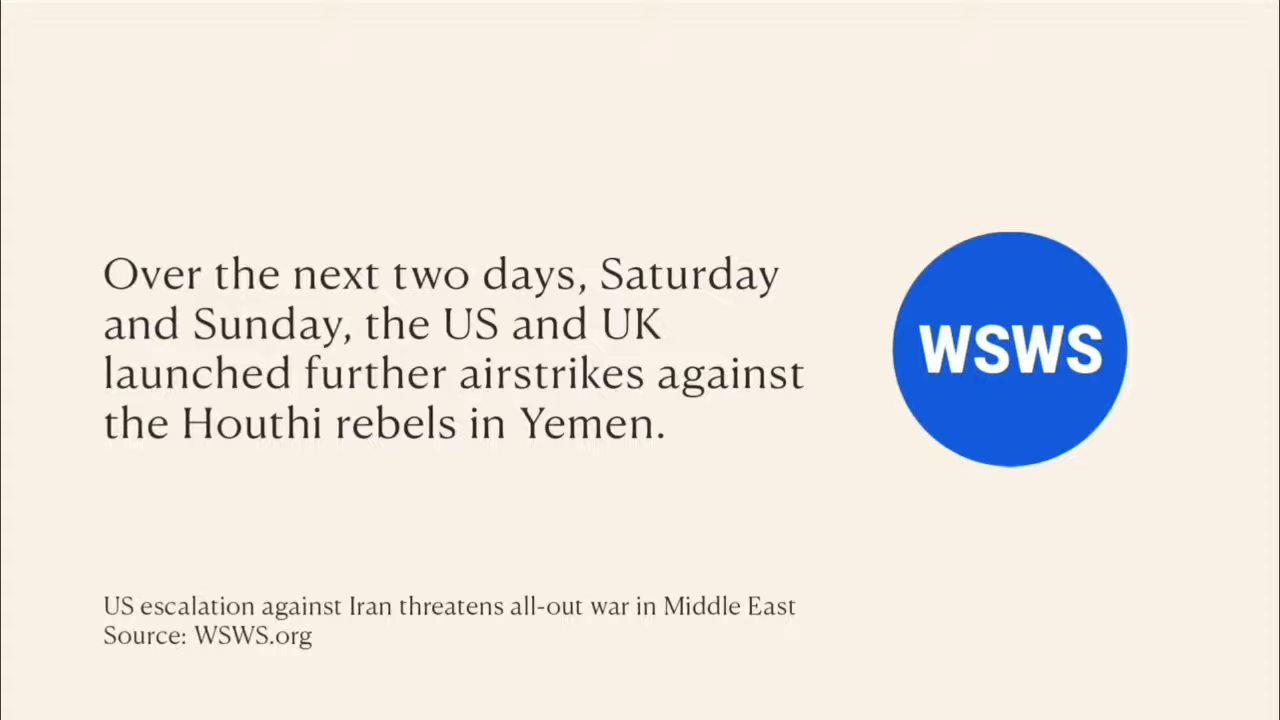 Over the next two days, Saturday
and Sunday, the US and UK
launched further airstrikes against
the Houthi rebels in Yemen.
WSWS
US escalation against Iran threatens all-out war in Middle East
Source: WSWS.org